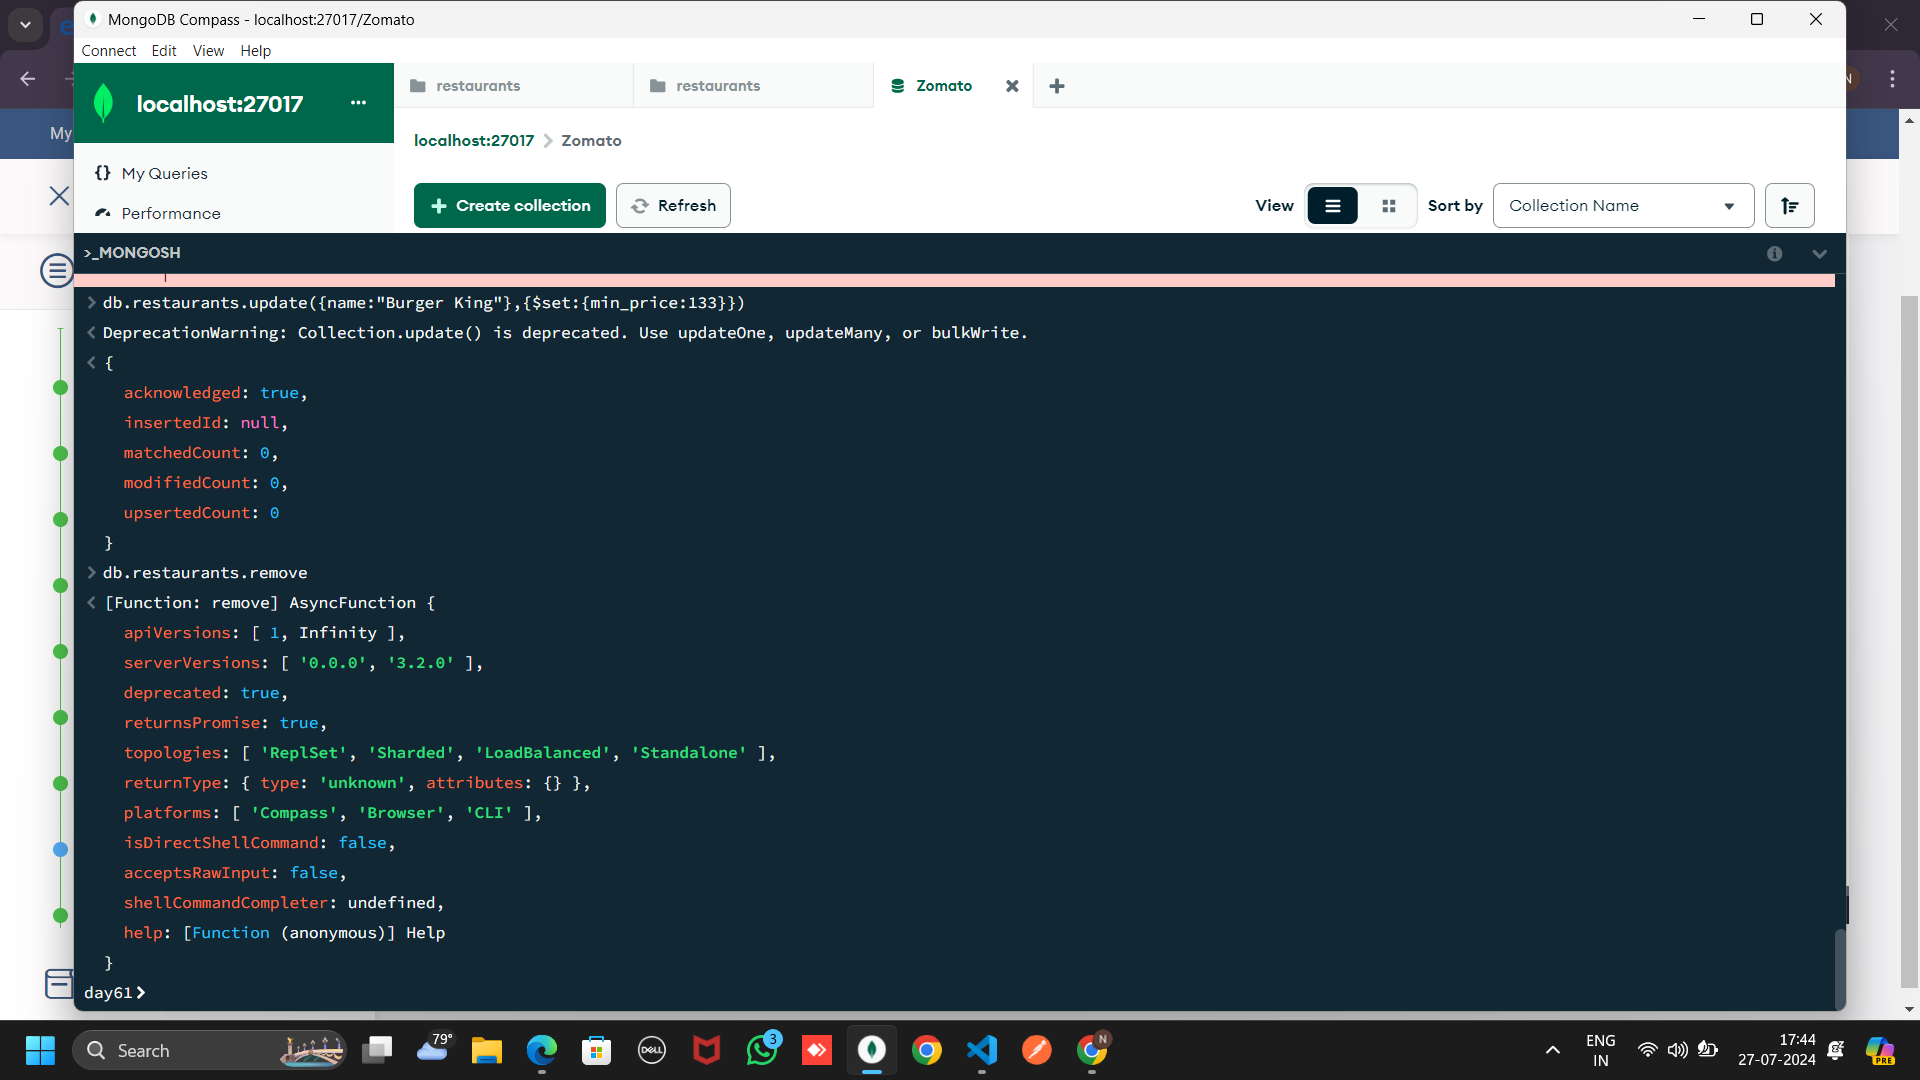 MongoDB Compass - localhost:27017/Zomato
Connect Edit View Help
localhost:27017 ...
restaurants
restaurants
Zomato
My
localhost:27017 > Zomato
{} My Queries
Performance
+ Create collection
Refresh
View
Sort by
Collection Name
>_MONGOSH
> db.restaurants.update({name:"Burger King"},{$set:{min_price:133}})
< DeprecationWarning: Collection.update() is deprecated. Use updateOne, updateMany, or bulkWrite.
< {
acknowledged: true,
insertedId: null,
matchedCount: 0,
modifiedCount: 0,
upsertedCount: 0
}
> db.restaurants.remove
< [Function: remove] AsyncFunction {
apiVersions: [ 1, Infinity ],
serverVersions: [ '0.0.0', '3.2.0' ],
deprecated: true,
returnsPromise: true,
topologies: [ 'ReplSet', 'Sharded', 'LoadBalanced', 'Standalone' ],
returnType: { type: 'unknown', attributes: {} },
platforms: [ 'Compass', 'Browser', 'CLI' ],
isDirectShellCommand: false,
acceptsRawInput: false,
shellCommandCompleter: undefined,
help: [Function (anonymous)] Help
}
day61>
Search
79°
DELL
3
N
ENG
IN
17:44
27-07-2024
PRE